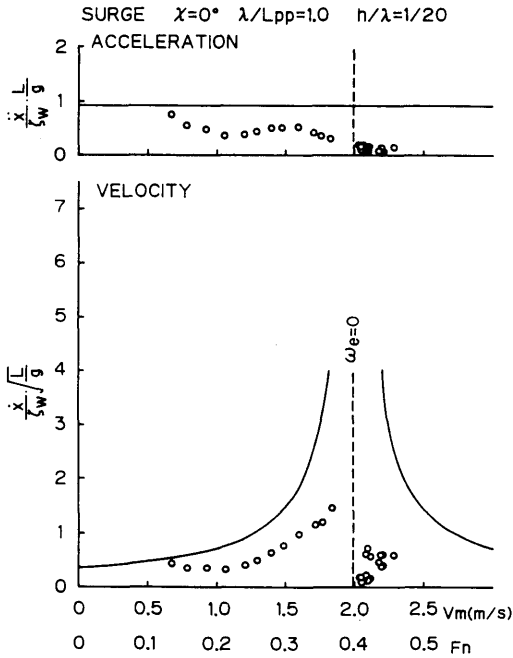 SURGE χ=0° λ/Lpp=1.0 h/λ=1/20
ACCELERATION
2
1
0
ẍ/ζw · L/g
VELOCITY
7
6
5
4
3
2
1
0
ẋ/ζw √L/g
ωe=0
0 0.5 1.0 1.5 2.0 2.5 Vm(m/s)
0 0.1 0.2 0.3 0.4 0.5 Fn